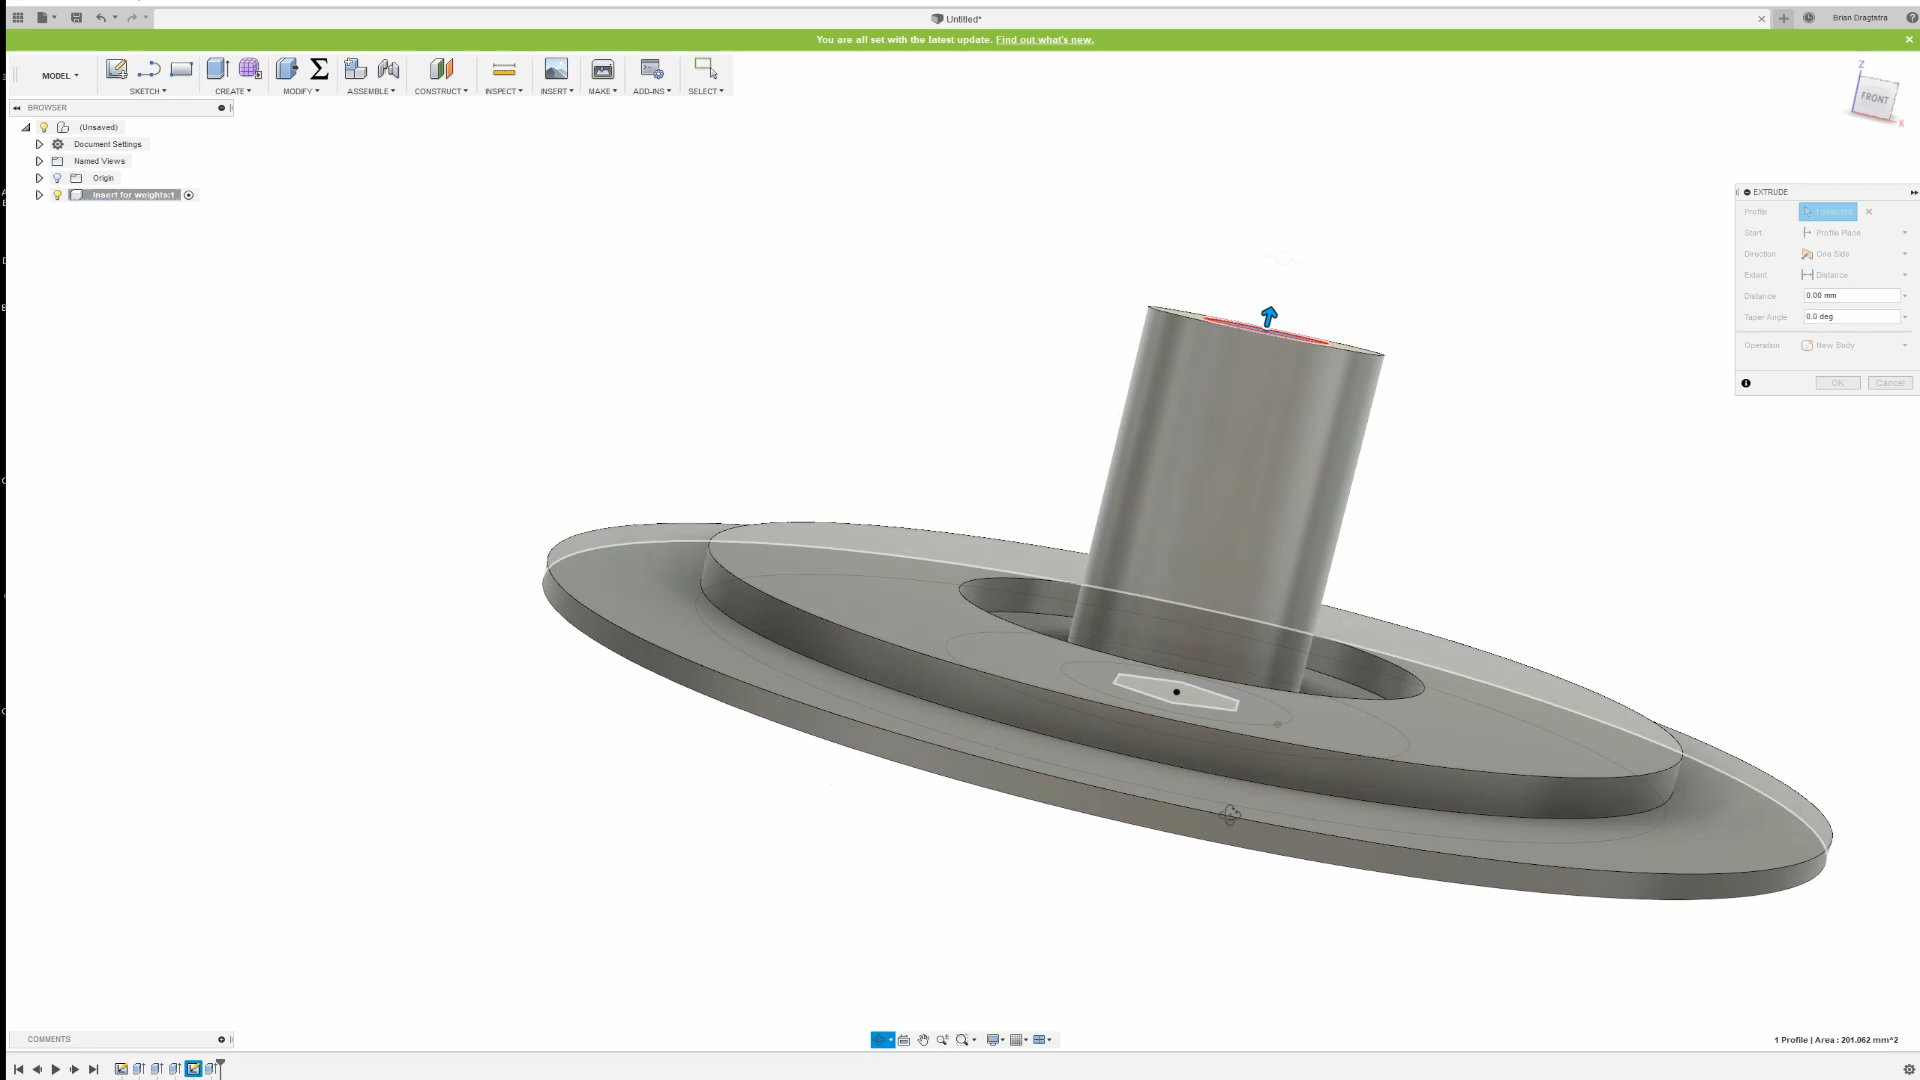 Untitled*
Brian Dragtstra
You are all set with the latest update. Find out what's new.
MODEL
SKETCH
CREATE
MODIFY
ASSEMBLE
CONSTRUCT
INSPECT
INSERT
MAKE
ADD-INS
SELECT
Z
FRONT
X
BROWSER
(Unsaved)
Document Settings
Named Views
Origin
Insert for weights:1
EXTRUDE
Profile 1 selected
Start Profile Plane
Direction One Side
Extent Distance
Distance 0.00 mm
Taper Angle 0.0 deg
Operation New Body
OK Cancel
COMMENTS
1 Profile | Area : 201.062 mm^2